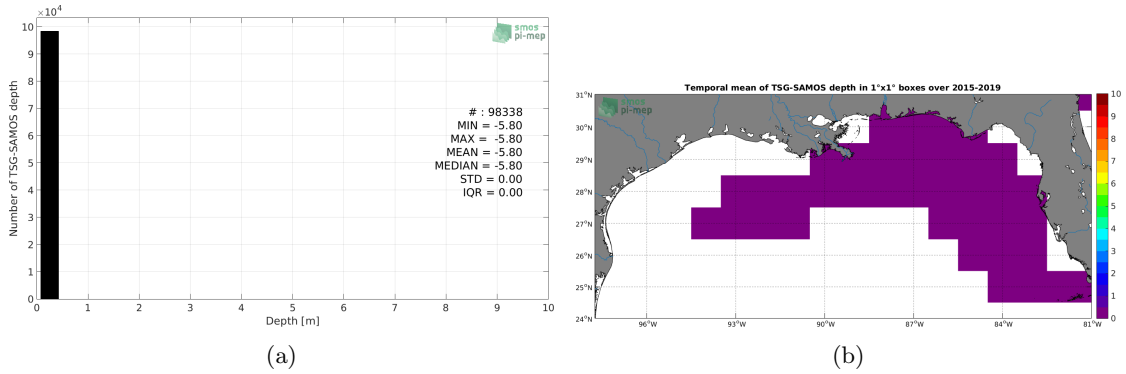 ×10⁴
10
9
8
7
6
5
4
3
2
1
0
Number of TSG-SAMOS depth
smos
pi-mep
# : 98338
MIN = -5.80
MAX = -5.80
MEAN = -5.80
MEDIAN = -5.80
STD = 0.00
IQR = 0.00
0 1 2 3 4 5 6 7 8 9 10
Depth [m]
(a)
Temporal mean of TSG-SAMOS depth in 1°x1° boxes over 2015-2019
smos
pi-mep
31°N
30°N
29°N
28°N
27°N
26°N
25°N
24°N
96°W 93°W 90°W 87°W 84°W 81°W
10
9
8
7
6
5
4
3
2
1
0
(b)